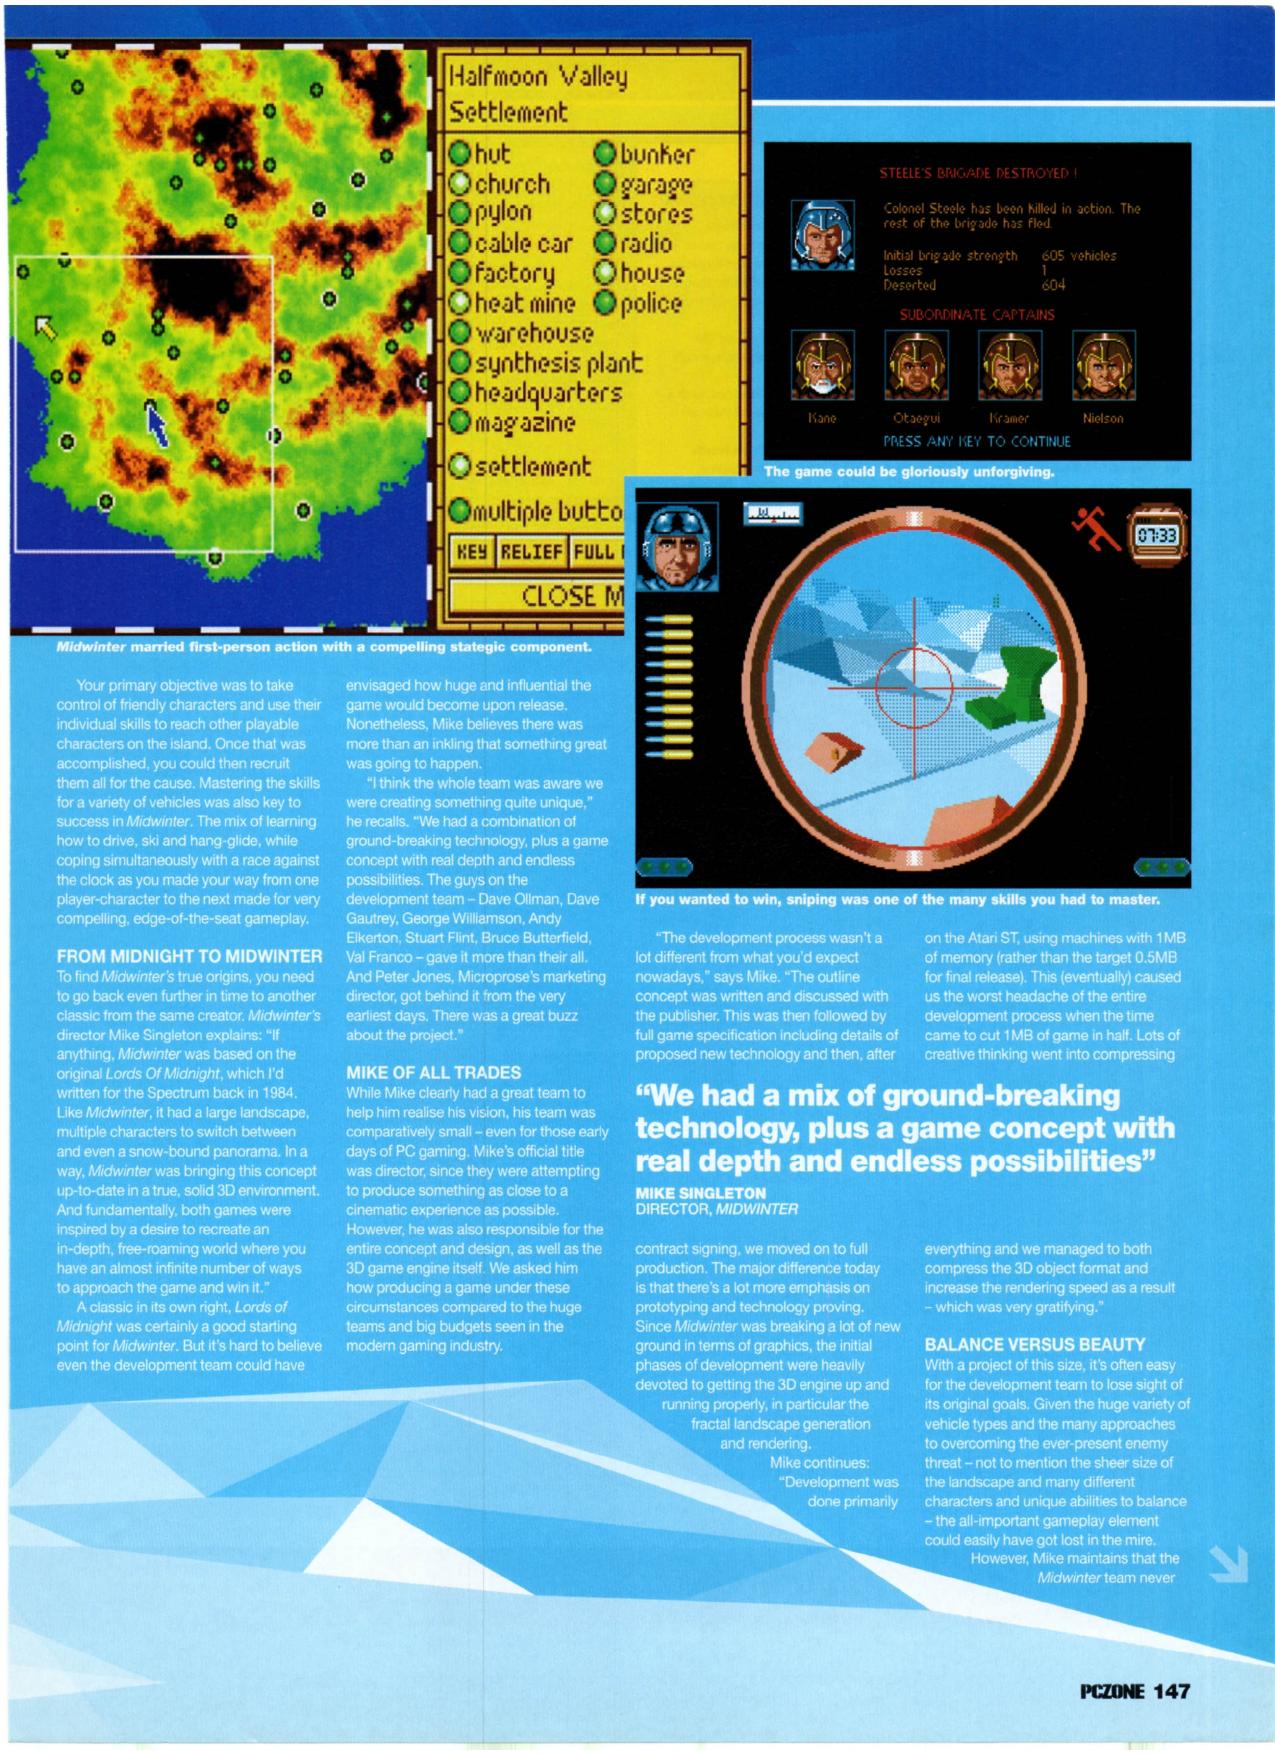 Halfmoon Valley
Settlement
hut
bunker
church
garage
pylon
stores
cable car
radio
factory
house
heat mine
police
warehouse
synthesis plant
headquarters
magazine
settlement
multiple butto
KEY RELIEF FULL
CLOSE M
STEELE'S BRIGADE DESTROYED !
Colonel Steele has been killed in action. The
rest of the brigade has fled.
Initial brigade strength 605 vehicles
Losses 1
Deserted 604
SUBORDINATE CAPTAINS
Kane Otaegui Kramer Nielson
PRESS ANY KEY TO CONTINUE
The game could be gloriously unforgiving.
07:33
Midwinter married first-person action with a compelling stategic component.
If you wanted to win, sniping was one of the many skills you had to master.
Your primary objective was to take
control of friendly characters and use their
individual skills to reach other playable
characters on the island. Once that was
accomplished, you could then recruit
them all for the cause. Mastering the skills
for a variety of vehicles was also key to
success in Midwinter. The mix of learning
how to drive, ski and hang-glide, while
coping simultaneously with a race against
the clock as you made your way from one
player-character to the next made for very
compelling, edge-of-the-seat gameplay.
FROM MIDNIGHT TO MIDWINTER
To find Midwinter's true origins, you need
to go back even further in time to another
classic from the same creator. Midwinter's
director Mike Singleton explains: "If
anything, Midwinter was based on the
original Lords Of Midnight, which I'd
written for the Spectrum back in 1984.
Like Midwinter, it had a large landscape,
multiple characters to switch between
and even a snow-bound panorama. In a
way, Midwinter was bringing this concept
up-to-date in a true, solid 3D environment.
And fundamentally, both games were
inspired by a desire to recreate an
in-depth, free-roaming world where you
have an almost infinite number of ways
to approach the game and win it."
A classic in its own right, Lords of
Midnight was certainly a good starting
point for Midwinter. But it's hard to believe
even the development team could have
envisaged how huge and influential the
game would become upon release.
Nonetheless, Mike believes there was
more than an inkling that something great
was going to happen.
"I think the whole team was aware we
were creating something quite unique,"
he recalls. "We had a combination of
ground-breaking technology, plus a game
concept with real depth and endless
possibilities. The guys on the
development team – Dave Ollman, Dave
Gautrey, George Williamson, Andy
Elkerton, Stuart Flint, Bruce Butterfield,
Val Franco – gave it more than their all.
And Peter Jones, Microprose's marketing
director, got behind it from the very
earliest days. There was a great buzz
about the project."
MIKE OF ALL TRADES
While Mike clearly had a great team to
help him realise his vision, his team was
comparatively small – even for those early
days of PC gaming. Mike's official title
was director, since they were attempting
to produce something as close to a
cinematic experience as possible.
However, he was also responsible for the
entire concept and design, as well as the
3D game engine itself. We asked him
how producing a game under these
circumstances compared to the huge
teams and big budgets seen in the
modern gaming industry.
"The development process wasn't a
lot different from what you'd expect
nowadays," says Mike. "The outline
concept was written and discussed with
the publisher. This was then followed by
full game specification including details of
proposed new technology and then, after
contract signing, we moved on to full
production. The major difference today
is that there's a lot more emphasis on
prototyping and technology proving.
Since Midwinter was breaking a lot of new
ground in terms of graphics, the initial
phases of development were heavily
devoted to getting the 3D engine up and
running properly, in particular the
fractal landscape generation
and rendering.
Mike continues:
"Development was
done primarily
on the Atari ST, using machines with 1MB
of memory (rather than the target 0.5MB
for final release). This (eventually) caused
us the worst headache of the entire
development process when the time
came to cut 1MB of game in half. Lots of
creative thinking went into compressing
everything and we managed to both
compress the 3D object format and
increase the rendering speed as a result
– which was very gratifying."
"We had a mix of ground-breaking
technology, plus a game concept with
real depth and endless possibilities"
MIKE SINGLETON
DIRECTOR, MIDWINTER
BALANCE VERSUS BEAUTY
With a project of this size, it's often easy
for the development team to lose sight of
its original goals. Given the huge variety of
vehicle types and the many approaches
to overcoming the ever-present enemy
threat – not to mention the sheer size of
the landscape and many different
characters and unique abilities to balance
– the all-important gameplay element
could easily have got lost in the mire.
However, Mike maintains that the
Midwinter team never
PCZONE 147